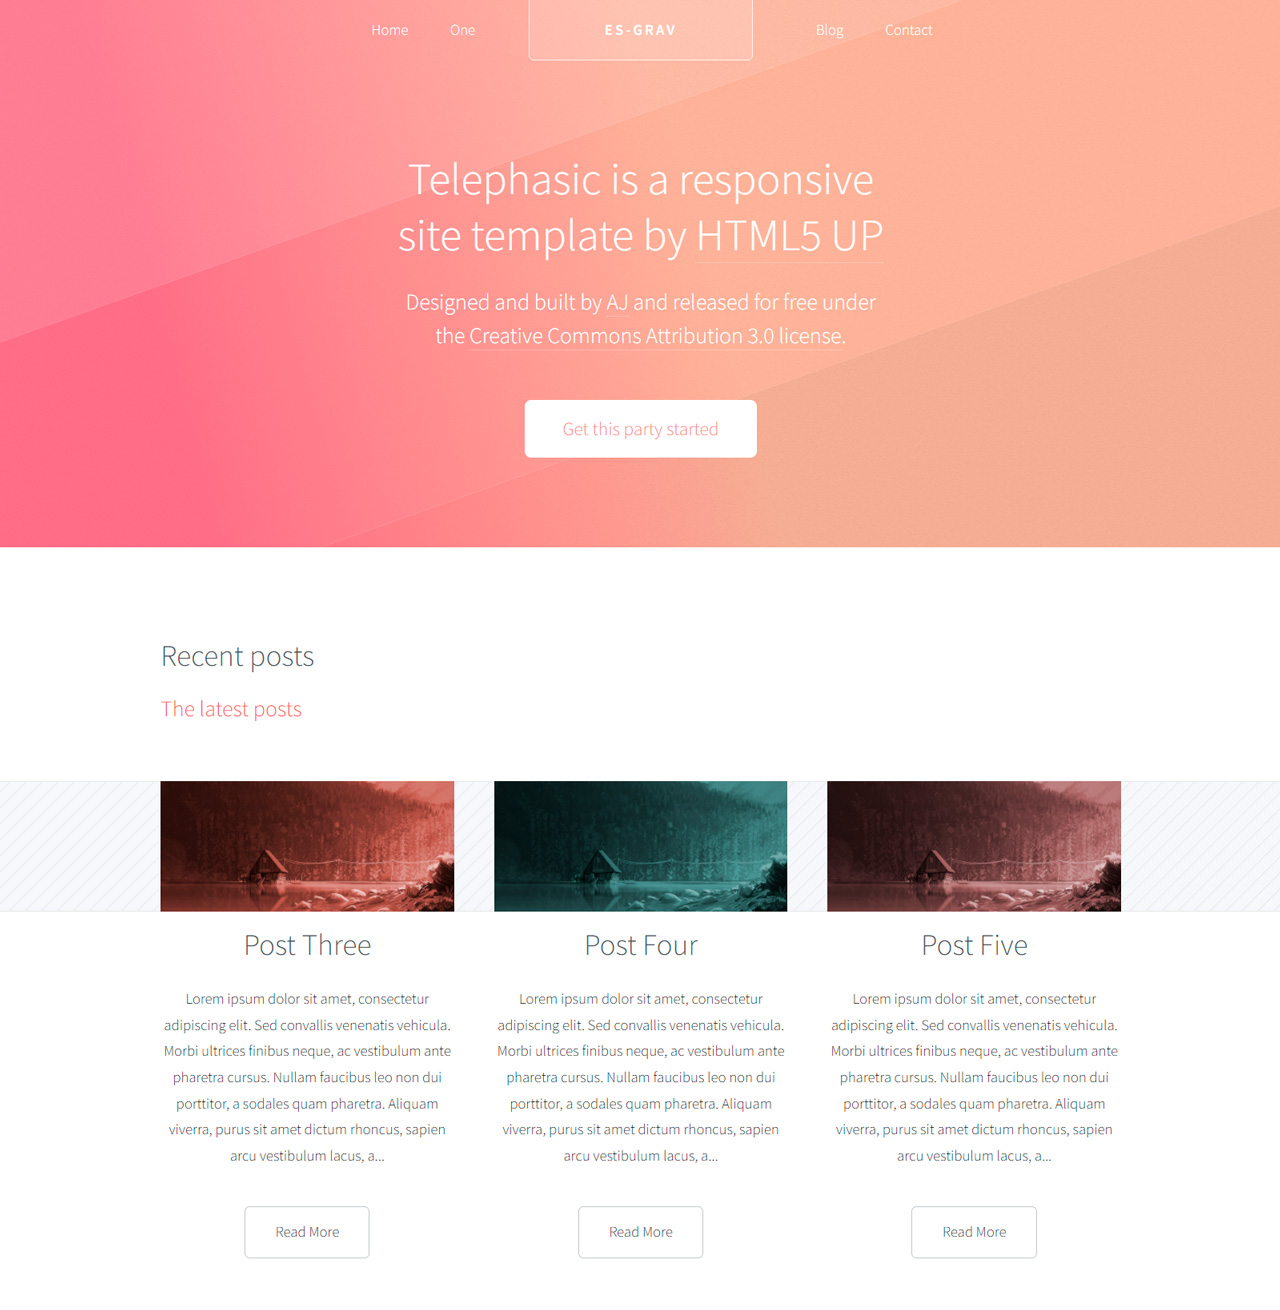 Home One ES-GRAV Blog Contact
Telephasic is a responsive
site template by HTML5 UP
Designed and built by AJ and released for free under
the Creative Commons Attribution 3.0 license.
Get this party started
Recent posts
The latest posts
Post Three
Lorem ipsum dolor sit amet, consectetur
adipiscing elit. Sed convallis venenatis vehicula.
Morbi ultrices finibus neque, ac vestibulum ante
pharetra cursus. Nullam faucibus leo non dui
porttitor, a sodales quam pharetra. Aliquam
viverra, purus sit amet dictum rhoncus, sapien
arcu vestibulum lacus, a...
Read More
Post Four
Lorem ipsum dolor sit amet, consectetur
adipiscing elit. Sed convallis venenatis vehicula.
Morbi ultrices finibus neque, ac vestibulum ante
pharetra cursus. Nullam faucibus leo non dui
porttitor, a sodales quam pharetra. Aliquam
viverra, purus sit amet dictum rhoncus, sapien
arcu vestibulum lacus, a...
Read More
Post Five
Lorem ipsum dolor sit amet, consectetur
adipiscing elit. Sed convallis venenatis vehicula.
Morbi ultrices finibus neque, ac vestibulum ante
pharetra cursus. Nullam faucibus leo non dui
porttitor, a sodales quam pharetra. Aliquam
viverra, purus sit amet dictum rhoncus, sapien
arcu vestibulum lacus, a...
Read More